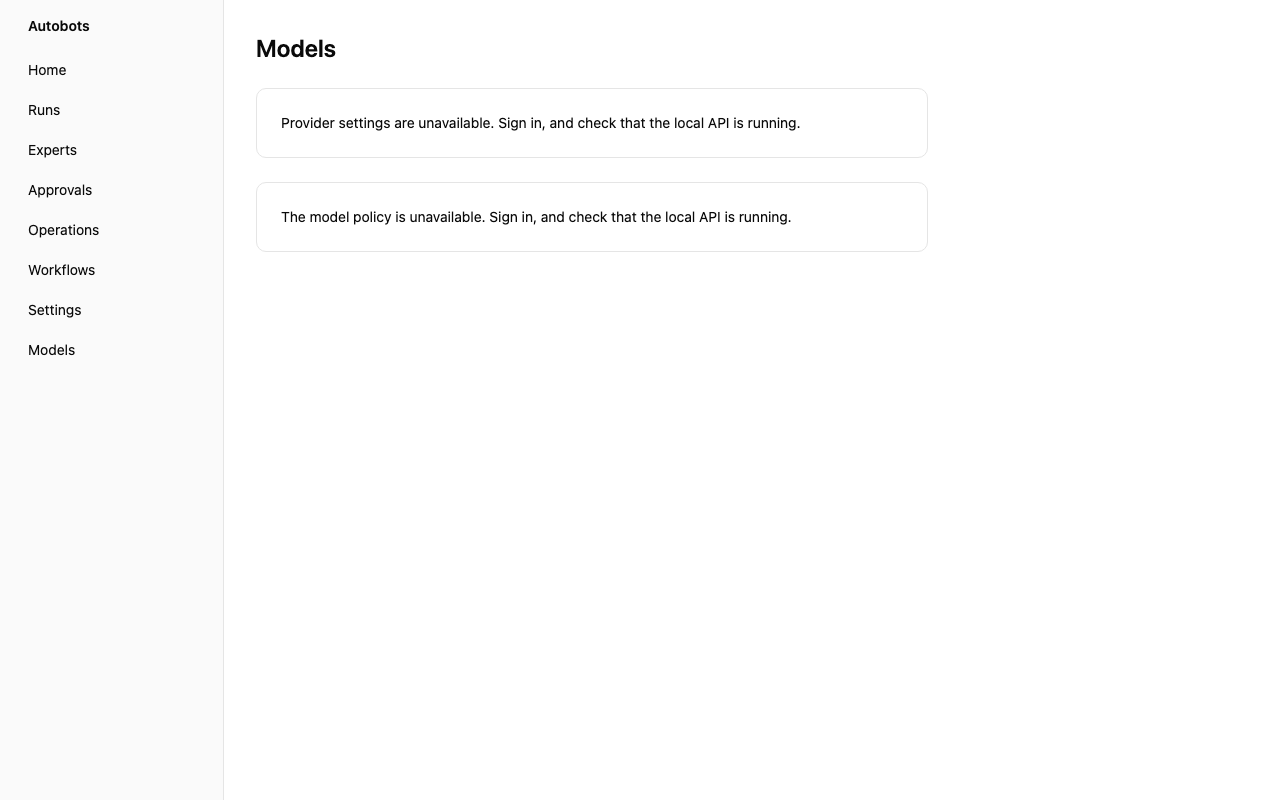 Autobots
Home
Runs
Experts
Approvals
Operations
Workflows
Settings
Models
Models
Provider settings are unavailable. Sign in, and check that the local API is running.
The model policy is unavailable. Sign in, and check that the local API is running.